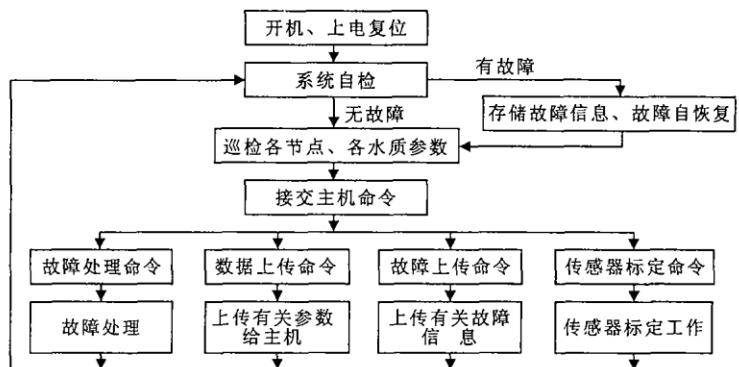 开机、上电复位
系统自检
有故障
无故障
存储故障信息、故障自恢复
巡检各节点、各水质参数
接交主机命令
故障处理命令
数据上传命令
故障上传命令
传感器标定命令
故障处理
上传有关参数
给主机
上传有关故障
信 息
传感器标定工作